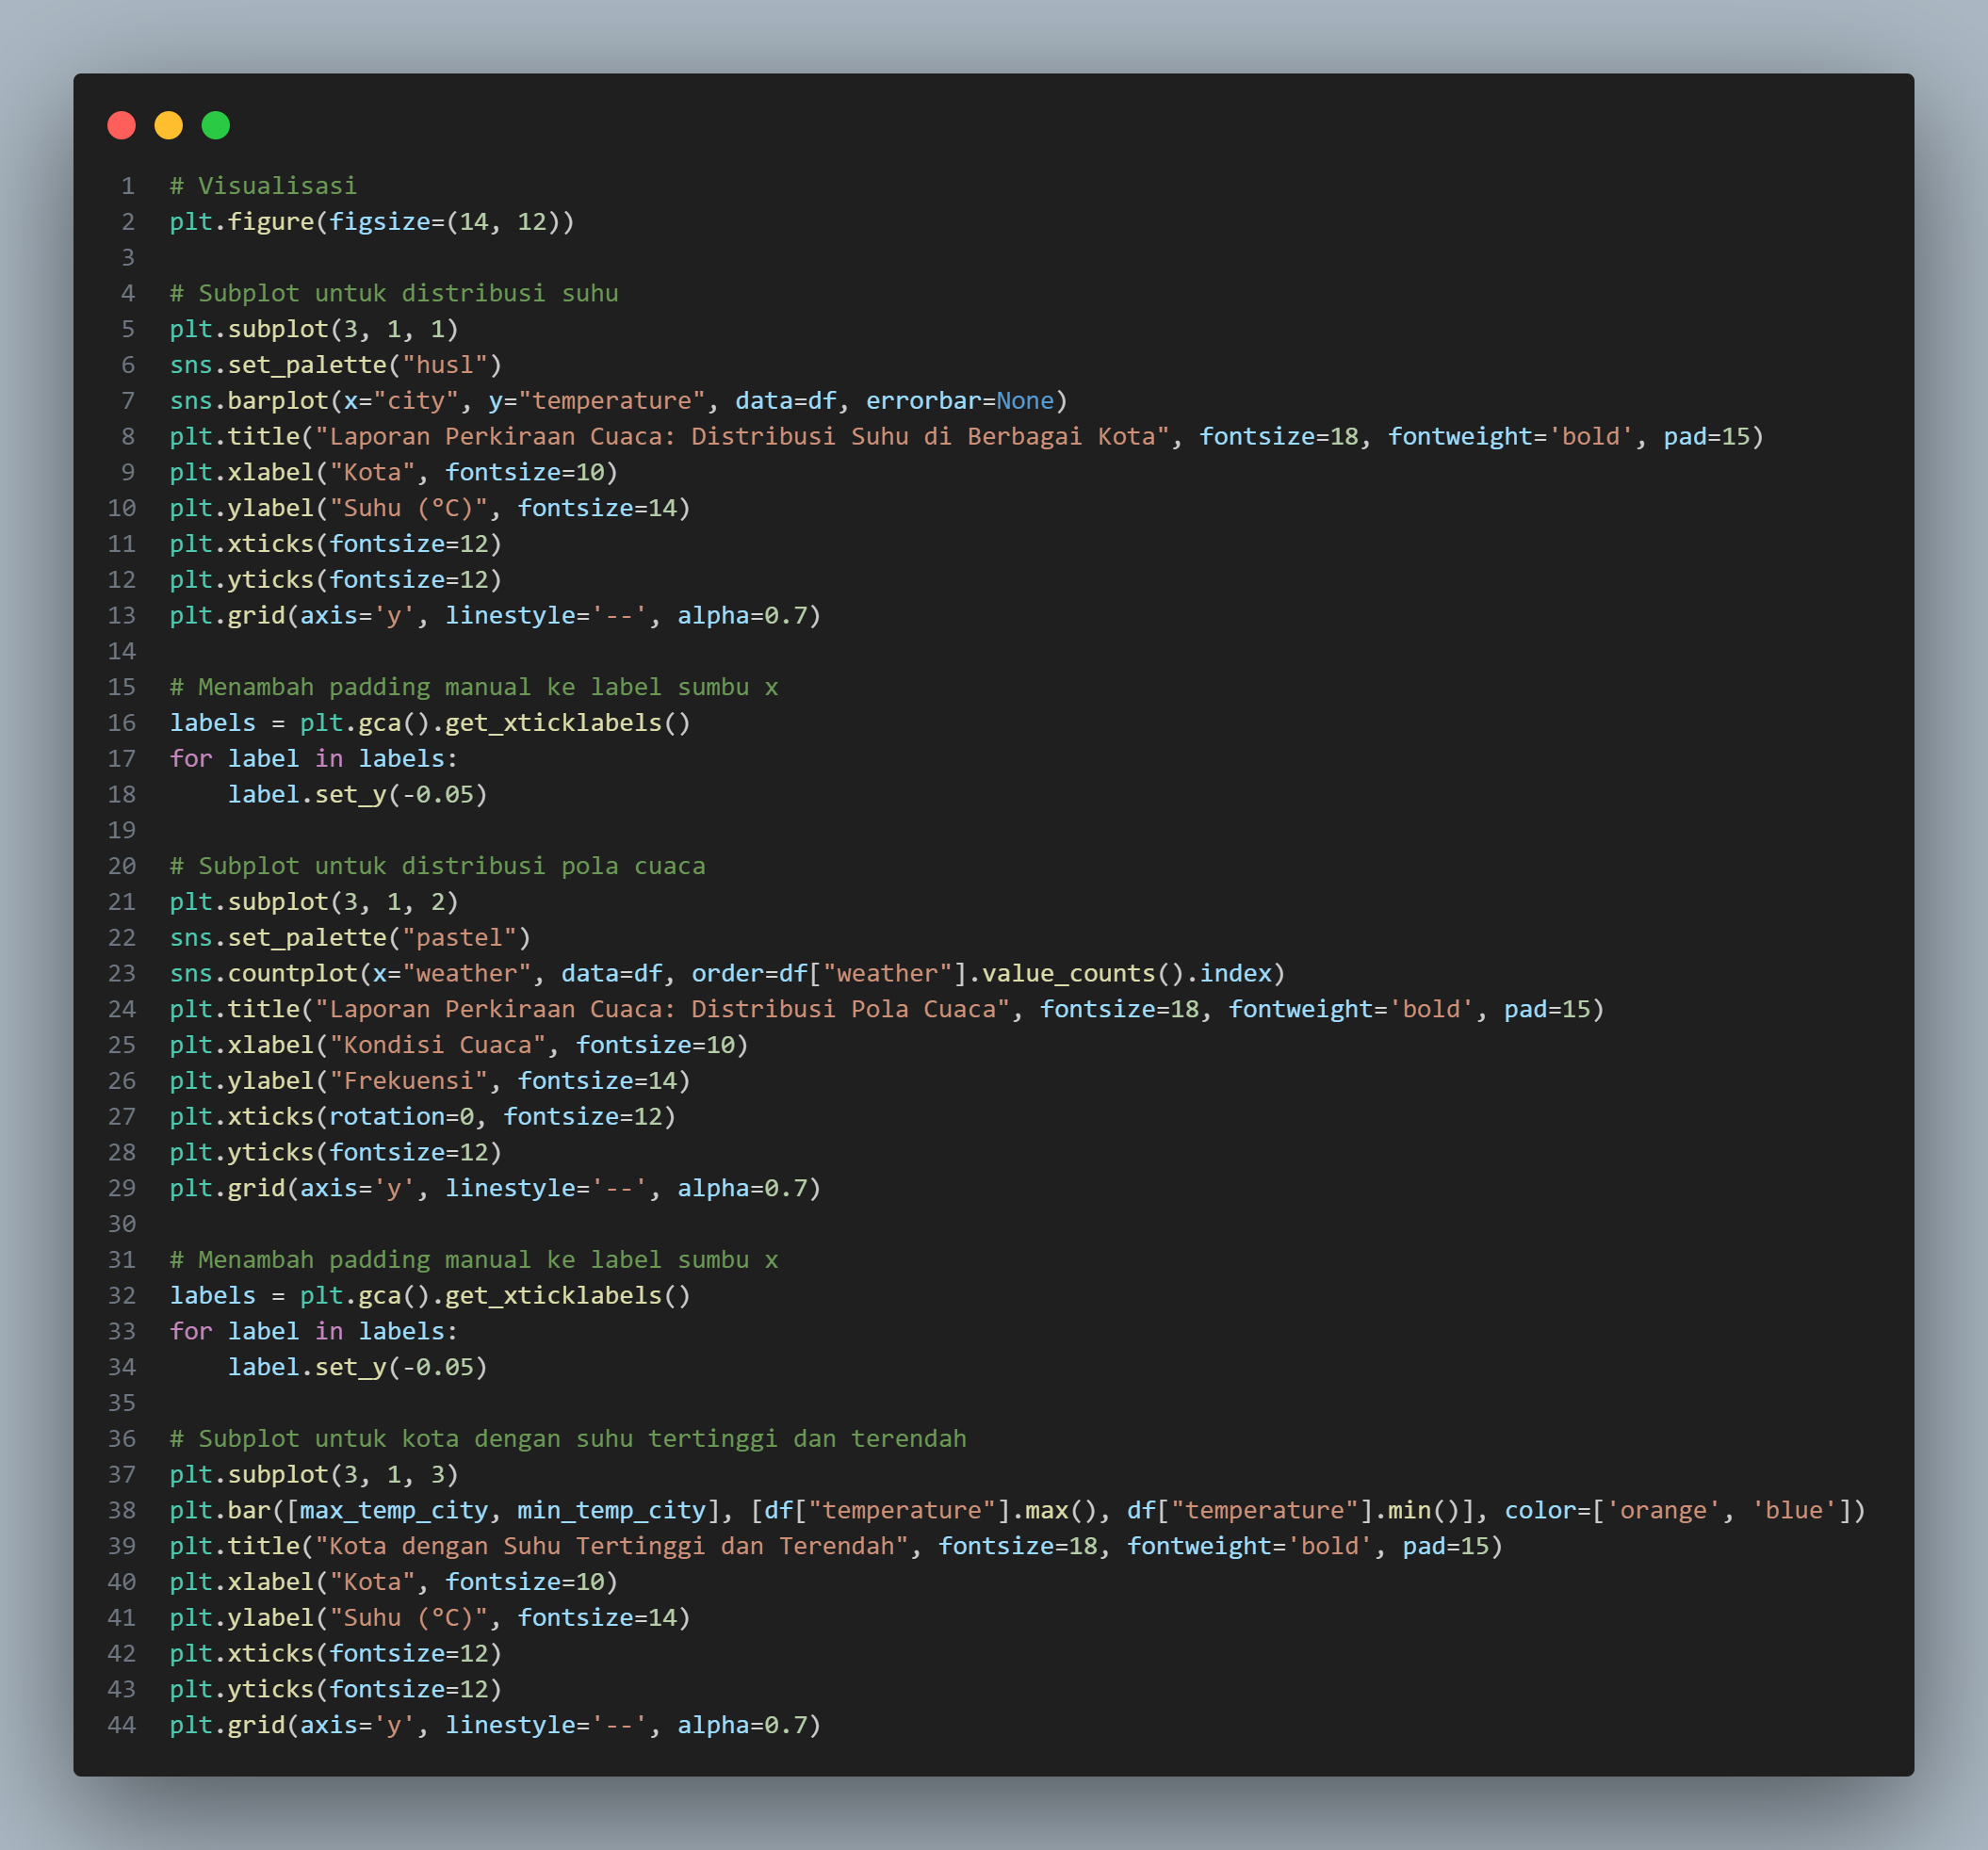 1 # Visualisasi
2 plt.figure(figsize=(14, 12))
3
4 # Subplot untuk distribusi suhu
5 plt.subplot(3, 1, 1)
6 sns.set_palette("husl")
7 sns.barplot(x="city", y="temperature", data=df, errorbar=None)
8 plt.title("Laporan Perkiraan Cuaca: Distribusi Suhu di Berbagai Kota", fontsize=18, fontweight='bold', pad=15)
9 plt.xlabel("Kota", fontsize=10)
10 plt.ylabel("Suhu (°C)", fontsize=14)
11 plt.xticks(fontsize=12)
12 plt.yticks(fontsize=12)
13 plt.grid(axis='y', linestyle='--', alpha=0.7)
14
15 # Menambah padding manual ke label sumbu x
16 labels = plt.gca().get_xticklabels()
17 for label in labels:
18     label.set_y(-0.05)
19
20 # Subplot untuk distribusi pola cuaca
21 plt.subplot(3, 1, 2)
22 sns.set_palette("pastel")
23 sns.countplot(x="weather", data=df, order=df["weather"].value_counts().index)
24 plt.title("Laporan Perkiraan Cuaca: Distribusi Pola Cuaca", fontsize=18, fontweight='bold', pad=15)
25 plt.xlabel("Kondisi Cuaca", fontsize=10)
26 plt.ylabel("Frekuensi", fontsize=14)
27 plt.xticks(rotation=0, fontsize=12)
28 plt.yticks(fontsize=12)
29 plt.grid(axis='y', linestyle='--', alpha=0.7)
30
31 # Menambah padding manual ke label sumbu x
32 labels = plt.gca().get_xticklabels()
33 for label in labels:
34     label.set_y(-0.05)
35
36 # Subplot untuk kota dengan suhu tertinggi dan terendah
37 plt.subplot(3, 1, 3)
38 plt.bar([max_temp_city, min_temp_city], [df["temperature"].max(), df["temperature"].min()], color=['orange', 'blue'])
39 plt.title("Kota dengan Suhu Tertinggi dan Terendah", fontsize=18, fontweight='bold', pad=15)
40 plt.xlabel("Kota", fontsize=10)
41 plt.ylabel("Suhu (°C)", fontsize=14)
42 plt.xticks(fontsize=12)
43 plt.yticks(fontsize=12)
44 plt.grid(axis='y', linestyle='--', alpha=0.7)